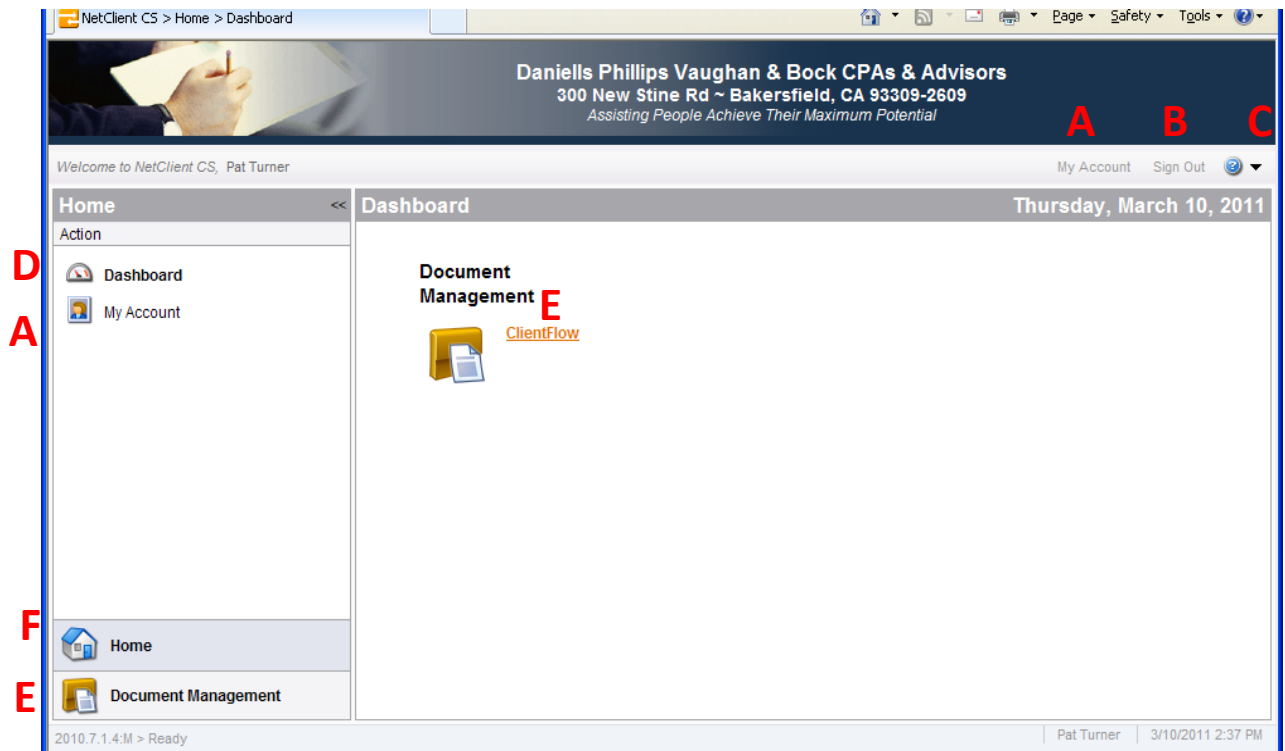 NetClient CS > Home > Dashboard
Page Safety Tools
Daniells Phillips Vaughan & Bock CPAs & Advisors
300 New Stine Rd ~ Bakersfield, CA 93309-2609
Assisting People Achieve Their Maximum Potential
A B C
Welcome to NetClient CS, Pat Turner
My Account Sign Out
Home <<
Dashboard
Thursday, March 10, 2011
Action
D
Dashboard
A
My Account
Document
Management
E
ClientFlow
F
Home
E
Document Management
2010.7.1.4:M > Ready
Pat Turner 3/10/2011 2:37 PM